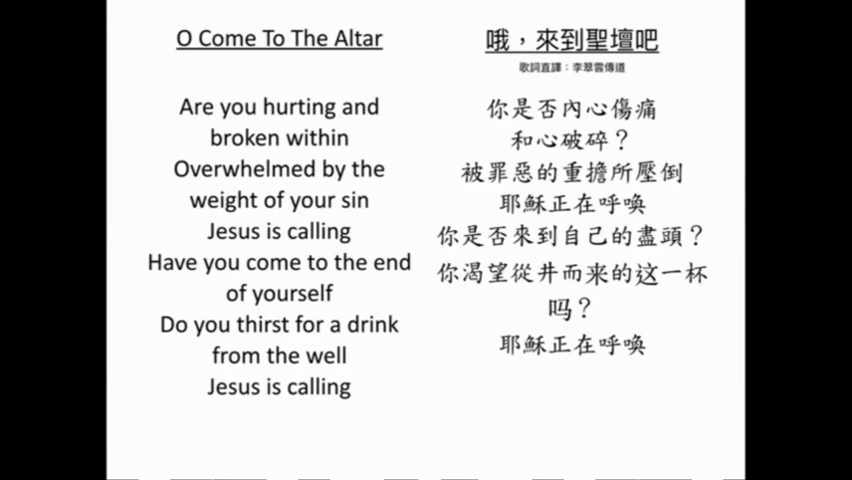 O Come To The Altar
Are you hurting and
broken within
Overwhelmed by the
weight of your sin
Jesus is calling
Have you come to the end
of yourself
Do you thirst for a drink
from the well
Jesus is calling
哦，來到聖壇吧
歌詞直譯：李翠雲傳道
你是否內心傷痛
和心破碎？
被罪惡的重擔所壓倒
耶穌正在呼喚
你是否來到自己的盡頭？
你渴望從井而来的这一杯
吗？
耶穌正在呼喚